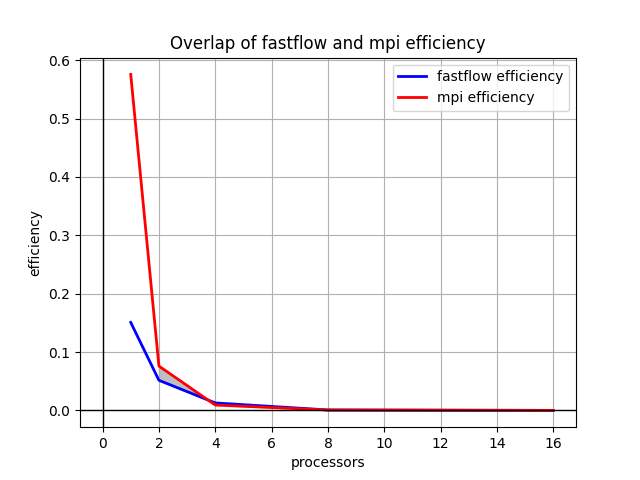 Overlap of fastflow and mpi efficiency
fastflow efficiency
mpi efficiency
efficiency
0.6
0.5
0.4
0.3
0.2
0.1
0.0
0 2 4 6 8 10 12 14 16
processors